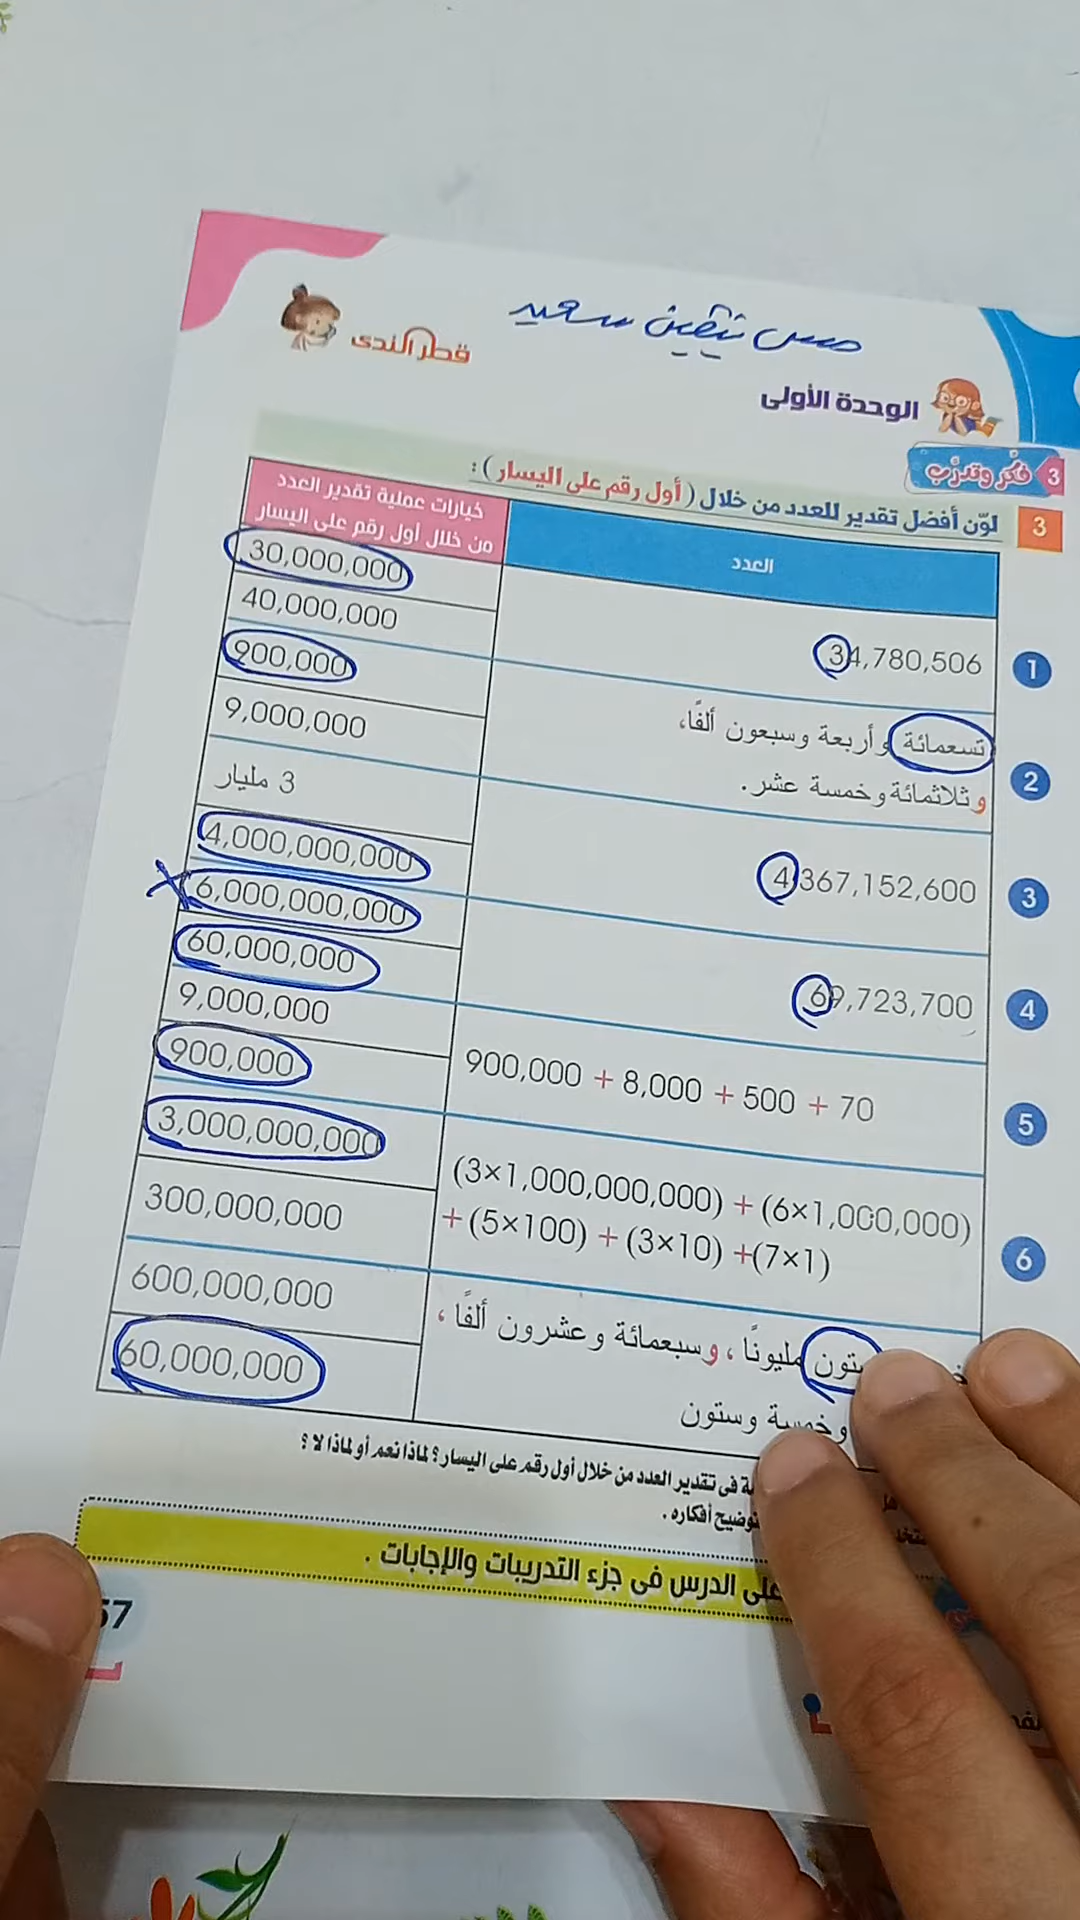 حسن تيقين سعيد
قطر الندى
الوحدة الأولى
3 فكر وتدرّب
3 لوّن أفضل تقدير للعدد من خلال (أول رقم على اليسار) :
العدد
خيارات عملية تقدير العدد
من خلال أول رقم على اليسار
1 34,780,506
30,000,000
40,000,000
2 تسعمائة وأربعة وسبعون ألفًا،
وثلاثمائة وخمسة عشر.
900,000
9,000,000
3 4,367,152,600
3 مليار
4,000,000,000
4 69,723,700
6,000,000,000
60,000,000
5 900,000 + 8,000 + 500 + 70
9,000,000
900,000
6 (3×1,000,000,000) + (6×1,000,000)
+ (5×100) + (3×10) +(7×1)
3,000,000,000
300,000,000
ستون مليونًا ، وسبعمائة وعشرون ألفًا ،
وخمسة وستون
600,000,000
60,000,000
فى تقدير العدد من خلال أول رقم على اليسار؟ لماذا نعم أو لماذا لا ؟
توضيح أفكاره .
على الدرس فى جزء التدريبات والإجابات .
57